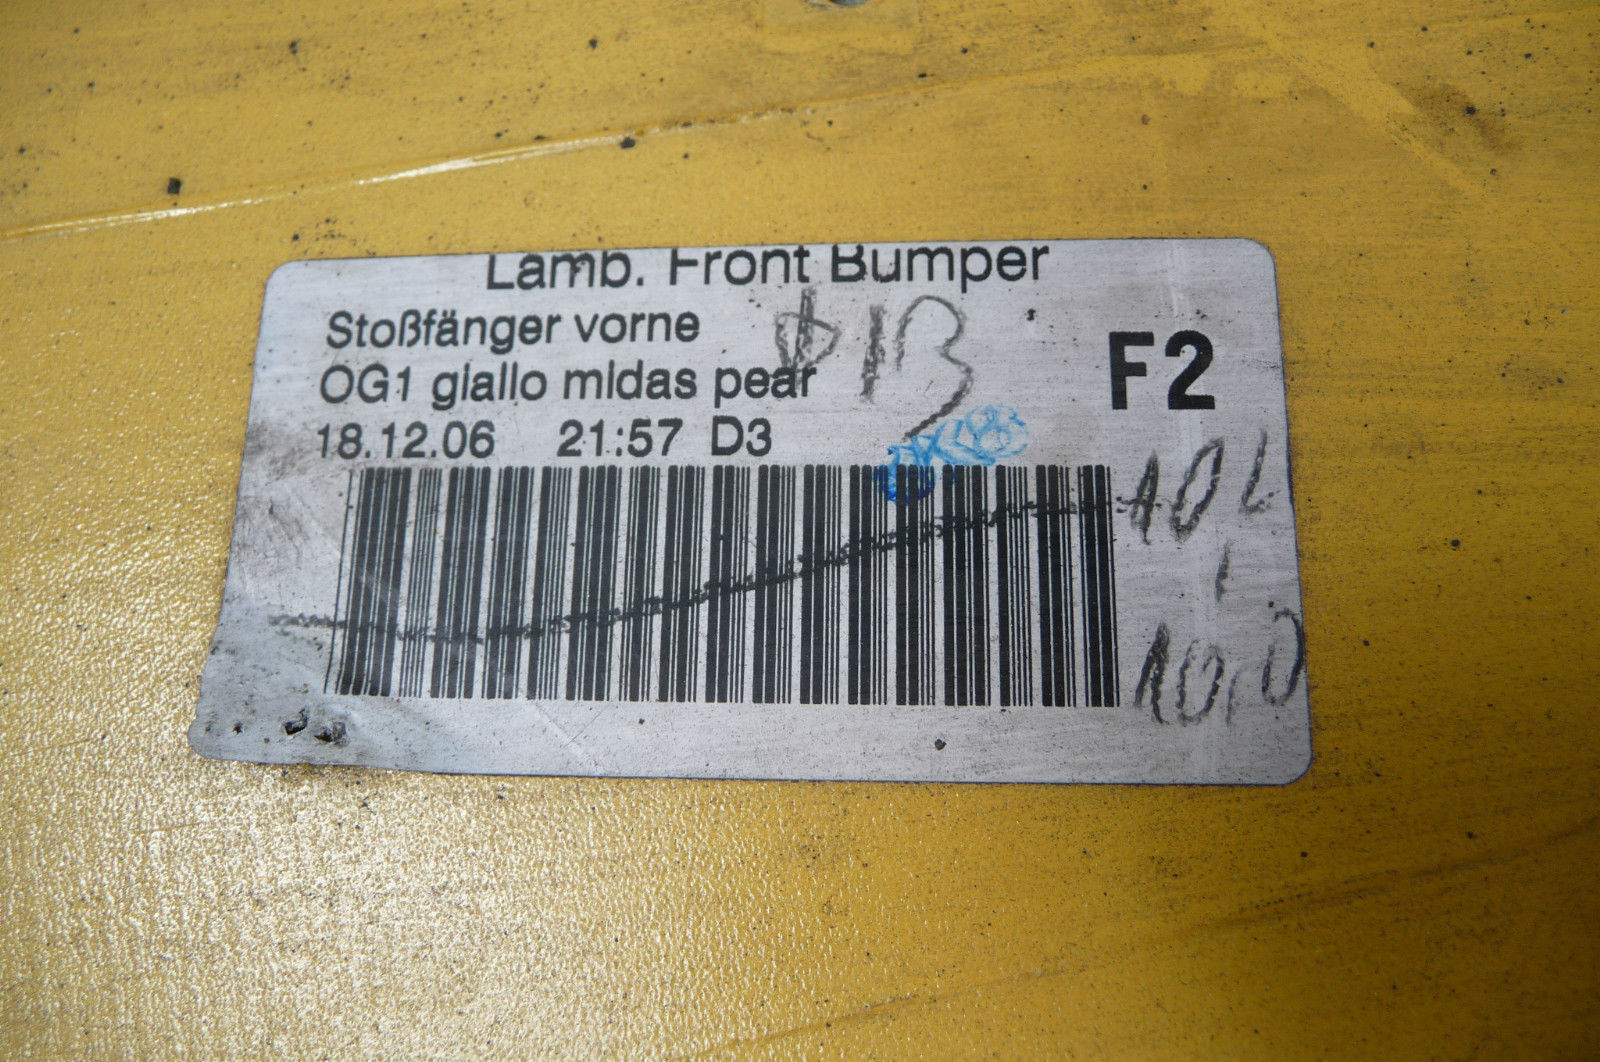 Lamb. Front Bumper
Stoßfänger vorne
F2
OG1 giallo midas pear
18.12.06 21:57 D3